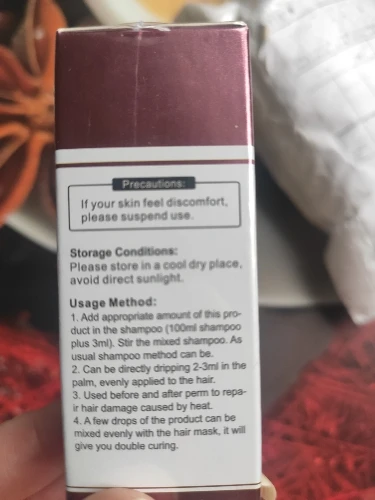 Precautions:
If your skin feel discomfort,
please suspend use.
Storage Conditions:
Please store in a cool dry place,
avoid direct sunlight.
Usage Method:
1. Add appropriate amount of this pro-
duct in the shampoo (100ml shampoo
plus 3ml). Stir the mixed shampoo. As
usual shampoo method can be.
2. Can be directly dripping 2-3ml in the
palm, evenly applied to the hair.
3. Used before and after perm to repa-
ir hair damage caused by heat.
4. A few drops of the product can be
mixed evenly with the hair mask, it will
give you double curing.